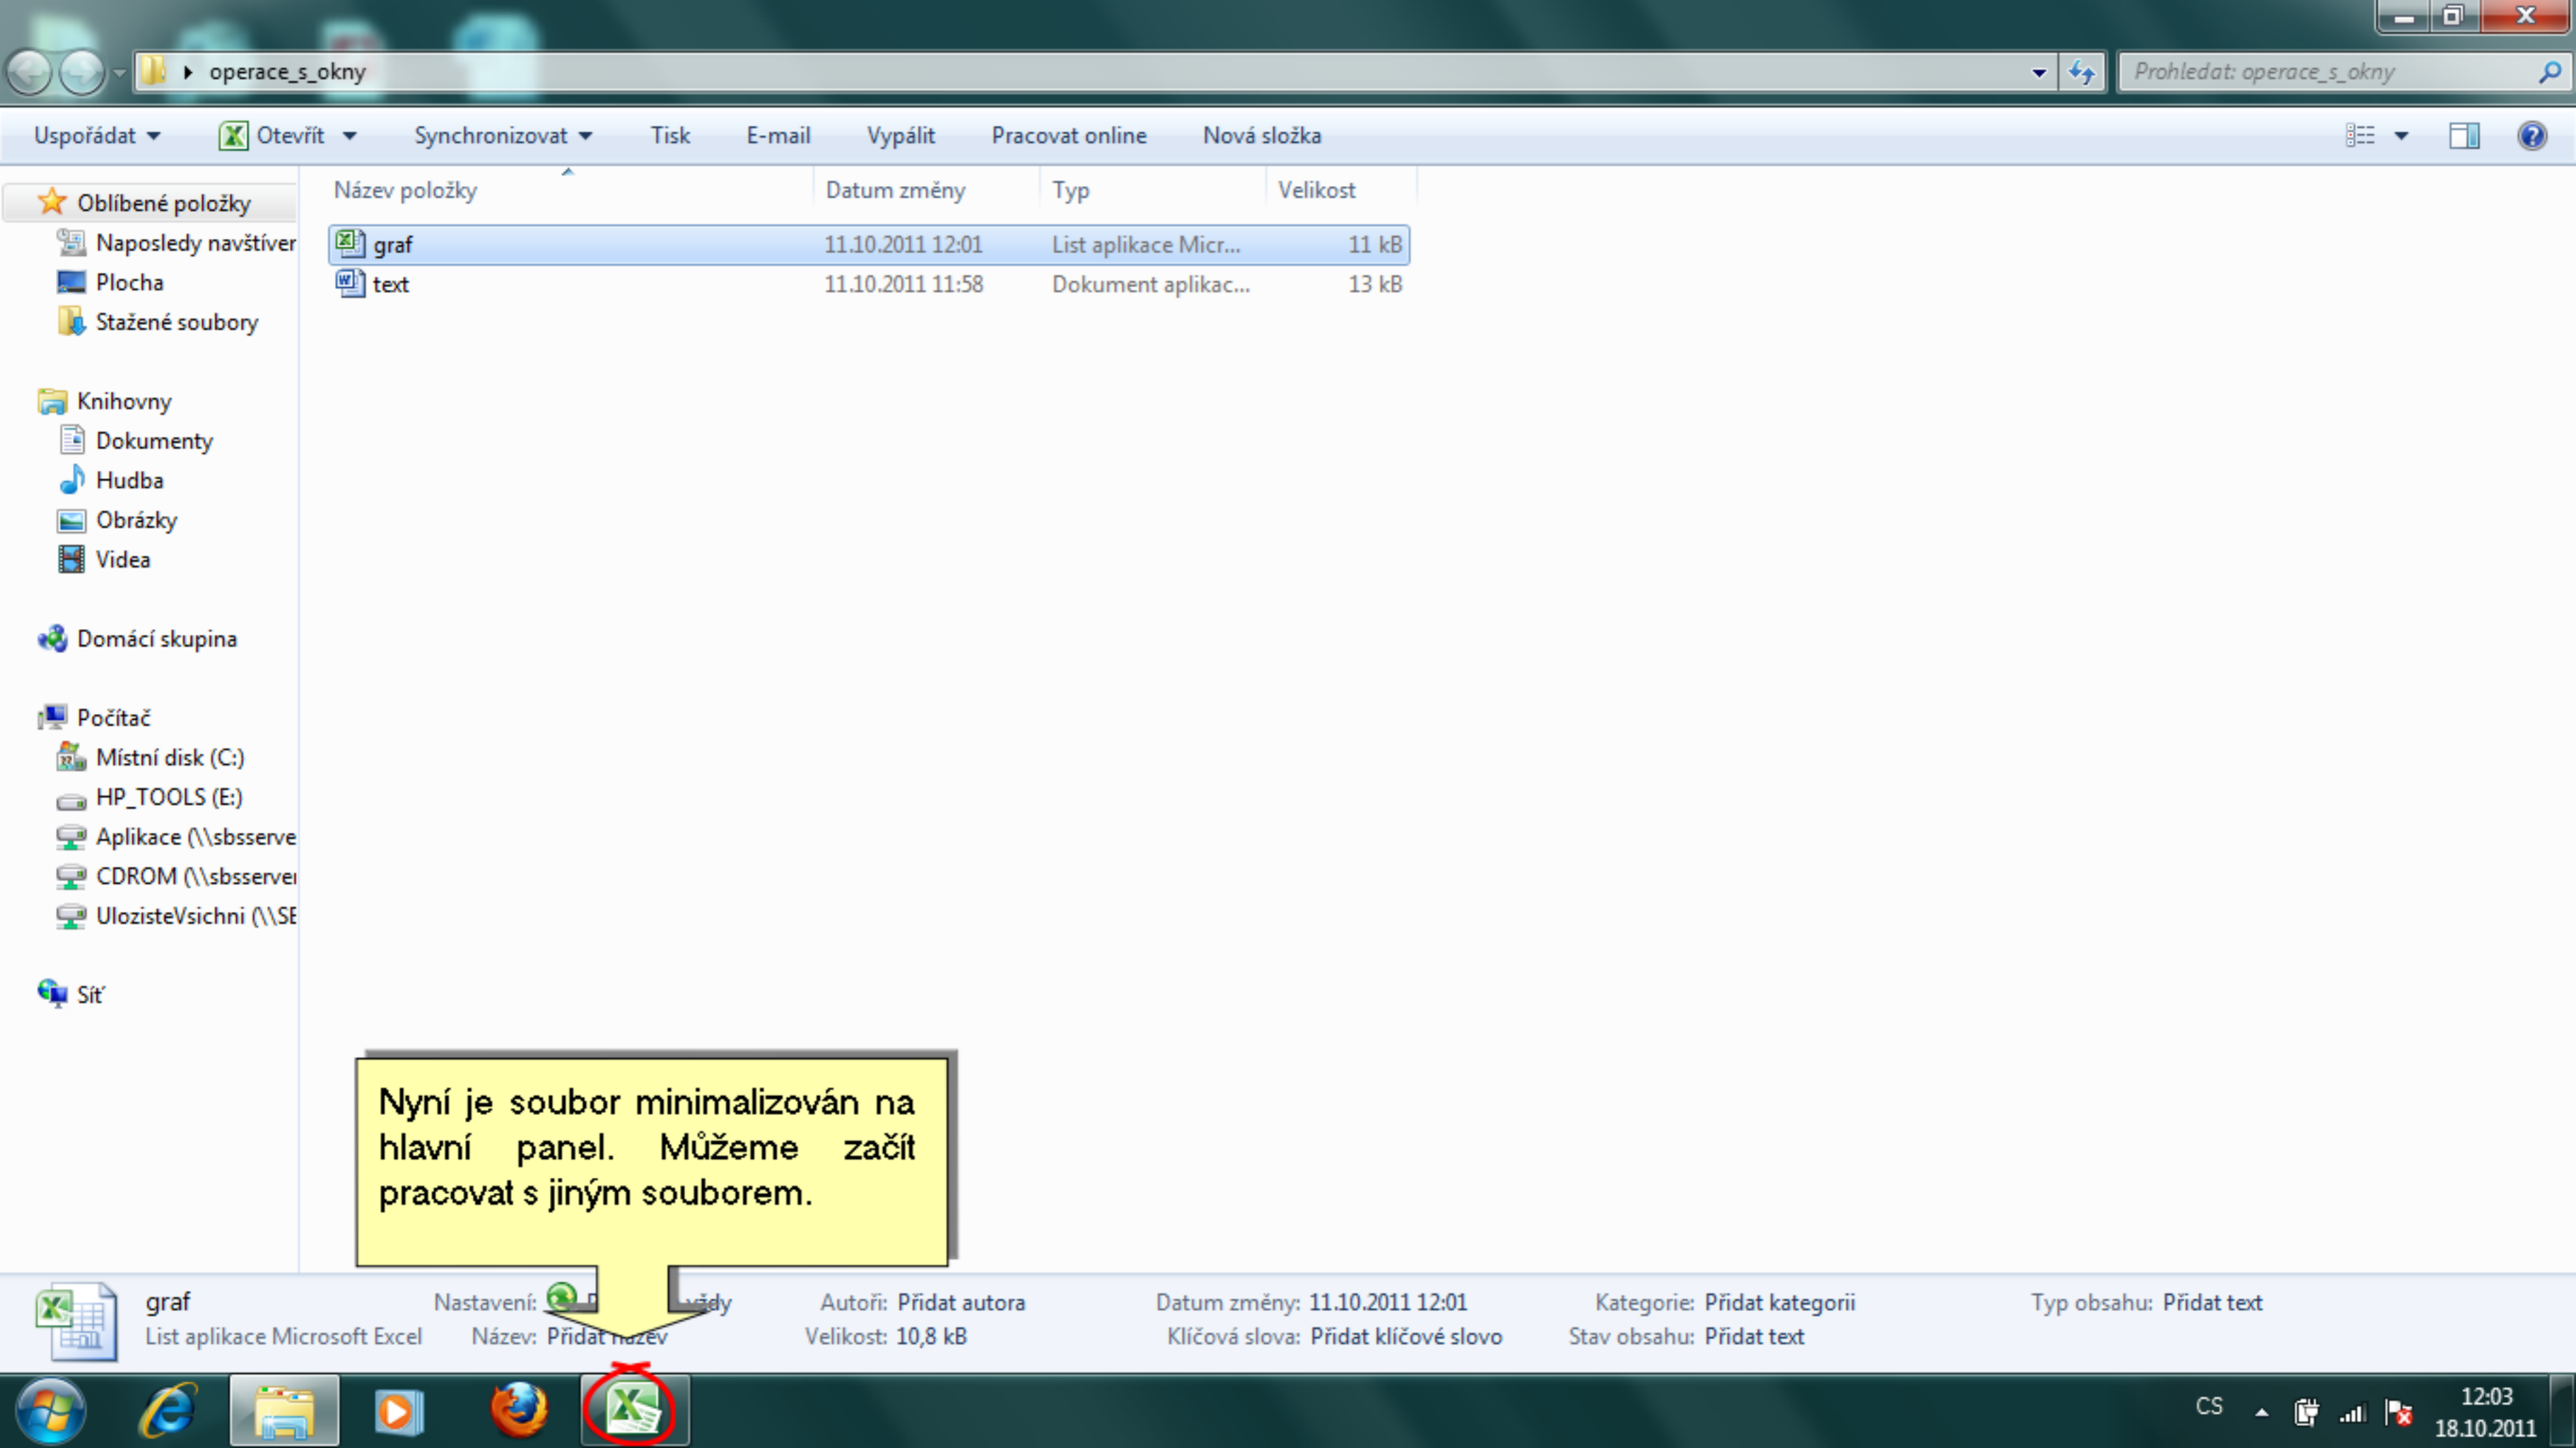 operace_s_okny
Prohledat: operace_s_okny
Uspořádat Otevřít Synchronizovat Tisk E-mail Vypálit Pracovat online Nová složka
Název položky Datum změny Typ Velikost
graf 11.10.2011 12:01 List aplikace Micr... 11 kB
text 11.10.2011 11:58 Dokument aplikac... 13 kB
Oblíbené položky
Naposledy navštíver
Plocha
Stažené soubory
Knihovny
Dokumenty
Hudba
Obrázky
Videa
Domácí skupina
Počítač
Místní disk (C:)
HP_TOOLS (E:)
Aplikace (\\sbsserve
CDROM (\\sbsserver
UlozisteVsichni (\\SE
Síť
Nyní je soubor minimalizován na
hlavní panel. Můžeme začít
pracovat s jiným souborem.
graf Nastavení: vždy Autoři: Přidat autora Datum změny: 11.10.2011 12:01 Kategorie: Přidat kategorii Typ obsahu: Přidat text
List aplikace Microsoft Excel Název: Přidat název Velikost: 10,8 kB Klíčová slova: Přidat klíčové slovo Stav obsahu: Přidat text
CS
12:03
18.10.2011